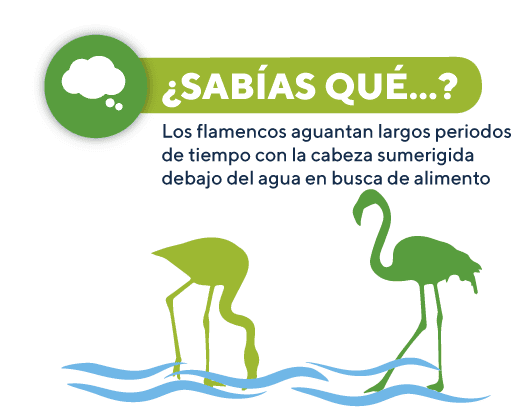 ¿SABÍAS QUÉ...?
Los flamencos aguantan largos periodos
de tiempo con la cabeza sumerigida
debajo del agua en busca de alimento